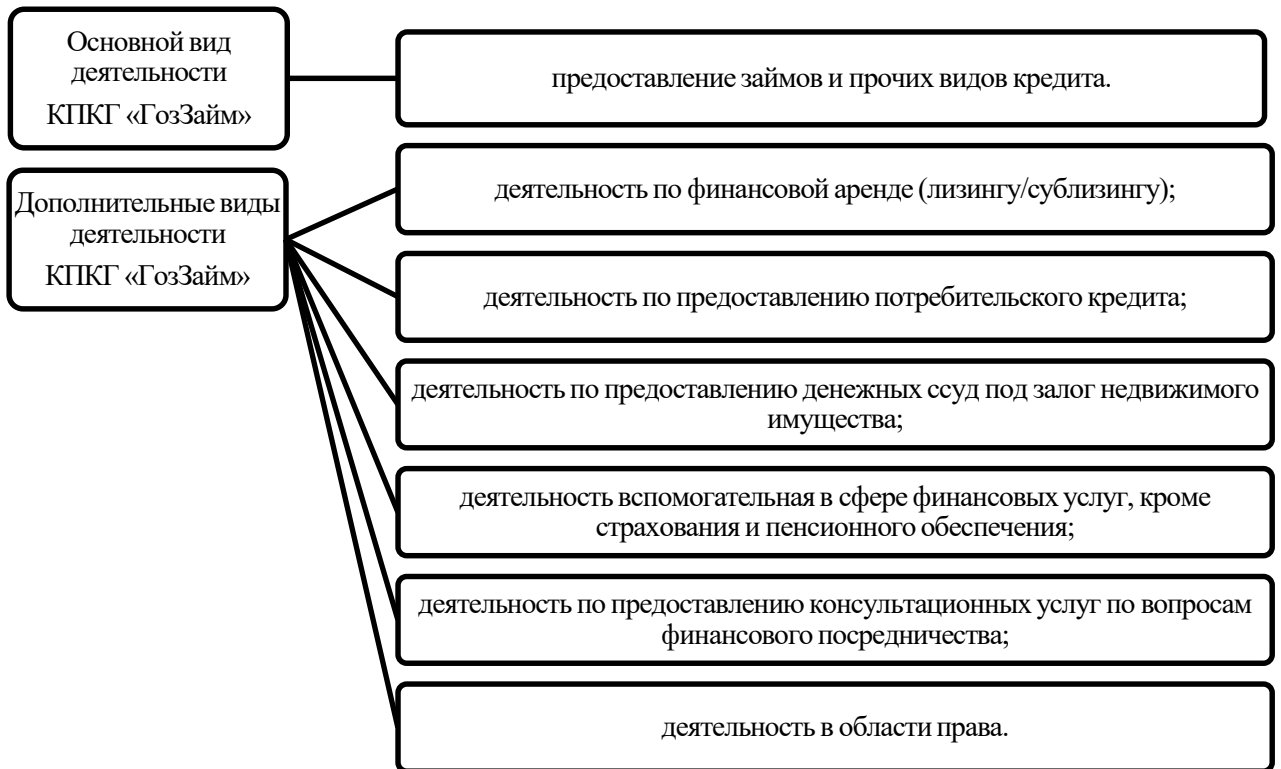 Основной вид
деятельности
КПКГ «ГозЗайм»
предоставление займов и прочих видов кредита.
Дополнительные виды
деятельности
КПКГ «ГозЗайм»
деятельность по финансовой аренде (лизингу/сублизингу);
деятельность по предоставлению потребительского кредита;
деятельность по предоставлению денежных ссуд под залог недвижимого
имущества;
деятельность вспомогательная в сфере финансовых услуг, кроме
страхования и пенсионного обеспечения;
деятельность по предоставлению консультационных услуг по вопросам
финансового посредничества;
деятельность в области права.